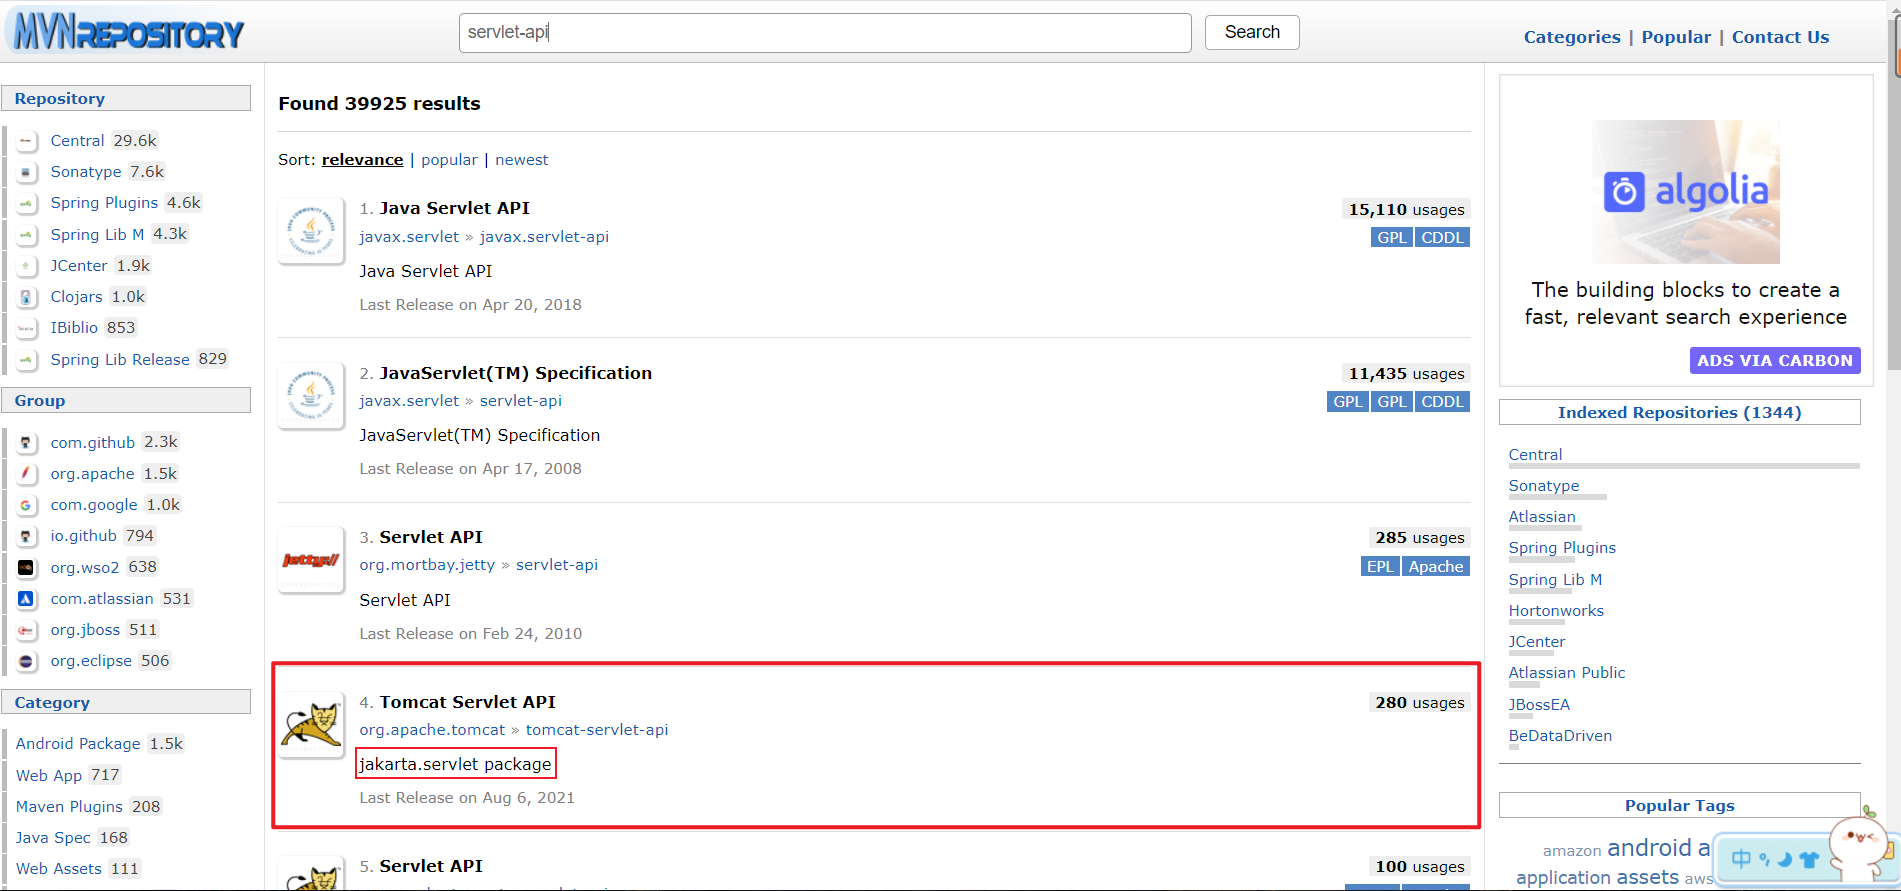 MVNREPOSITORY
servlet-api
Search
Categories | Popular | Contact Us
Repository
Central 29.6k
Sonatype 7.6k
Spring Plugins 4.6k
Spring Lib M 4.3k
JCenter 1.9k
Clojars 1.0k
IBiblio 853
Spring Lib Release 829
Group
com.github 2.3k
org.apache 1.5k
com.google 1.0k
io.github 794
org.wso2 638
com.atlassian 531
org.jboss 511
org.eclipse 506
Category
Android Package 1.5k
Web App 717
Maven Plugins 208
Java Spec 168
Web Assets 111
Found 39925 results
Sort: relevance | popular | newest
1. Java Servlet API
15,110 usages
javax.servlet » javax.servlet-api
GPL CDDL
Java Servlet API
Last Release on Apr 20, 2018
2. JavaServlet(TM) Specification
11,435 usages
javax.servlet » servlet-api
GPL GPL CDDL
JavaServlet(TM) Specification
Last Release on Apr 17, 2008
3. Servlet API
285 usages
jetty://
org.mortbay.jetty » servlet-api
EPL Apache
Servlet API
Last Release on Feb 24, 2010
4. Tomcat Servlet API
280 usages
org.apache.tomcat » tomcat-servlet-api
jakarta.servlet package
Last Release on Aug 6, 2021
5. Servlet API
100 usages
algolia
The building blocks to create a
fast, relevant search experience
ADS VIA CARBON
Indexed Repositories (1344)
Central
Sonatype
Atlassian
Spring Plugins
Spring Lib M
Hortonworks
JCenter
Atlassian Public
JBossEA
BeDataDriven
Popular Tags
amazon android a
application assets aws
中